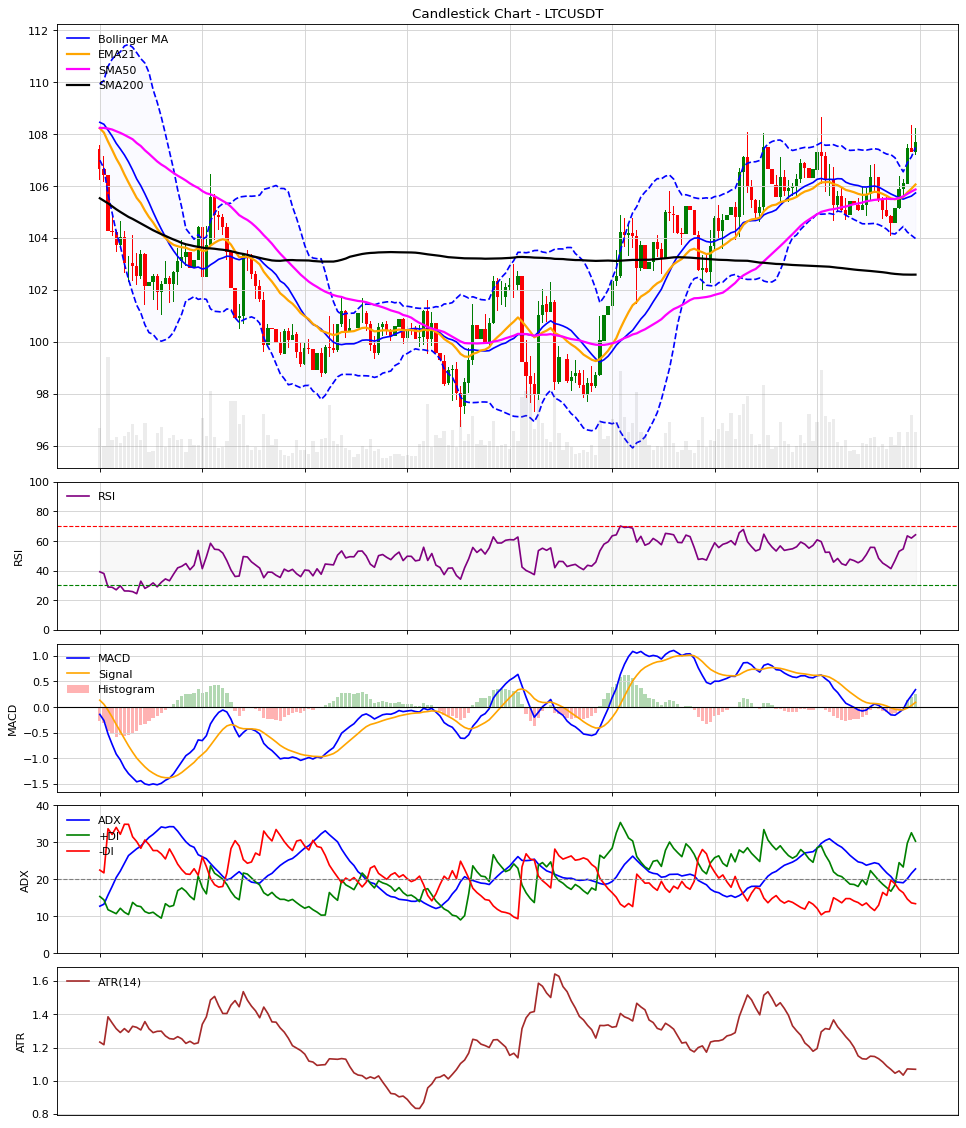 Candlestick Chart - LTCUSDT
112
110
108
106
104
102
100
98
96
Bollinger MA
EMA21
SMA50
SMA200
100
80
60
40
20
0
RSI
RSI
1.0
0.5
0.0
−0.5
−1.0
−1.5
MACD
MACD
Signal
Histogram
40
30
20
10
0
ADX
ADX
+DI
-DI
1.6
1.4
1.2
1.0
0.8
ATR
ATR(14)